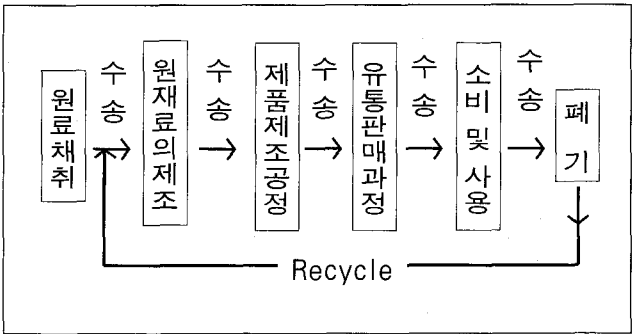 원료채취
수송
원재료의제조
수송
제품제조공정
수송
유통판매과정
수송
소비 및 사용
수송
폐기
Recycle